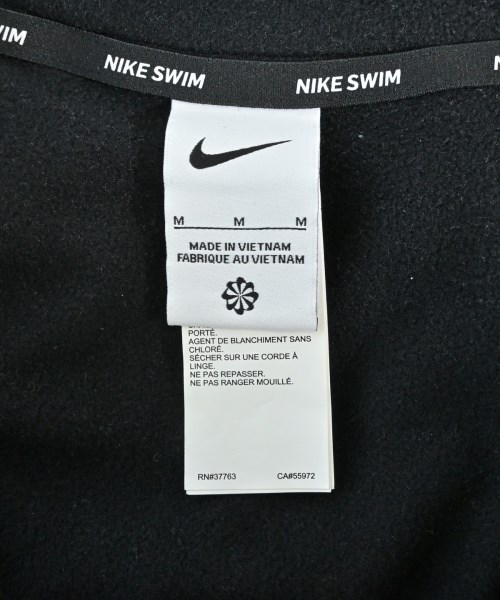 NIKE SWIM NIKE SWIM
M M M
MADE IN VIETNAM
FABRIQUE AU VIETNAM
PORTÉ.
AGENT DE BLANCHIMENT SANS
CHLORÉ.
SÉCHER SUR UNE CORDE À
LINGE.
NE PAS REPASSER.
NE PAS RANGER MOUILLÉ.
RN#37763 CA#55972